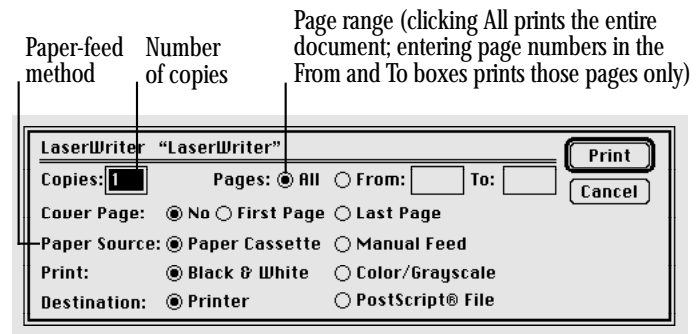 Page range (clicking All prints the entire
document; entering page numbers in the
From and To boxes prints those pages only)
Paper-feed
method
Number
of copies
LaserWriter "LaserWriter"
Print
Copies: 1 Pages: All From: To:
Cancel
Cover Page: No First Page Last Page
Paper Source: Paper Cassette Manual Feed
Print: Black & White Color/Grayscale
Destination: Printer PostScript® File